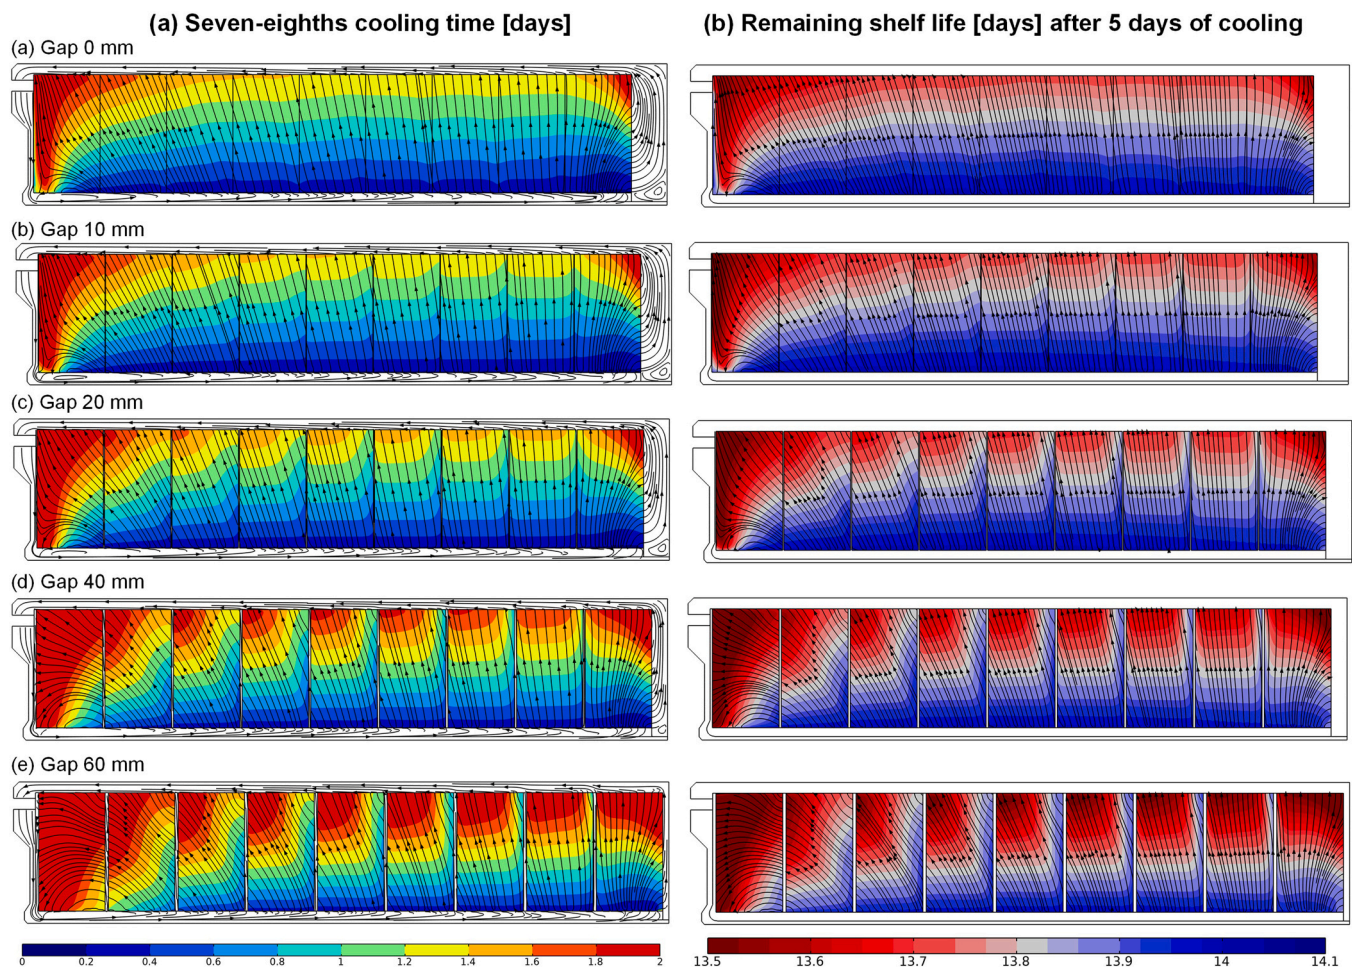 (a) Seven-eighths cooling time [days]
(b) Remaining shelf life [days] after 5 days of cooling
(a) Gap 0 mm
(b) Gap 10 mm
(c) Gap 20 mm
(d) Gap 40 mm
(e) Gap 60 mm
0 0.2 0.4 0.6 0.8 1 1.2 1.4 1.6 1.8 2
13.5 13.6 13.7 13.8 13.9 14 14.1